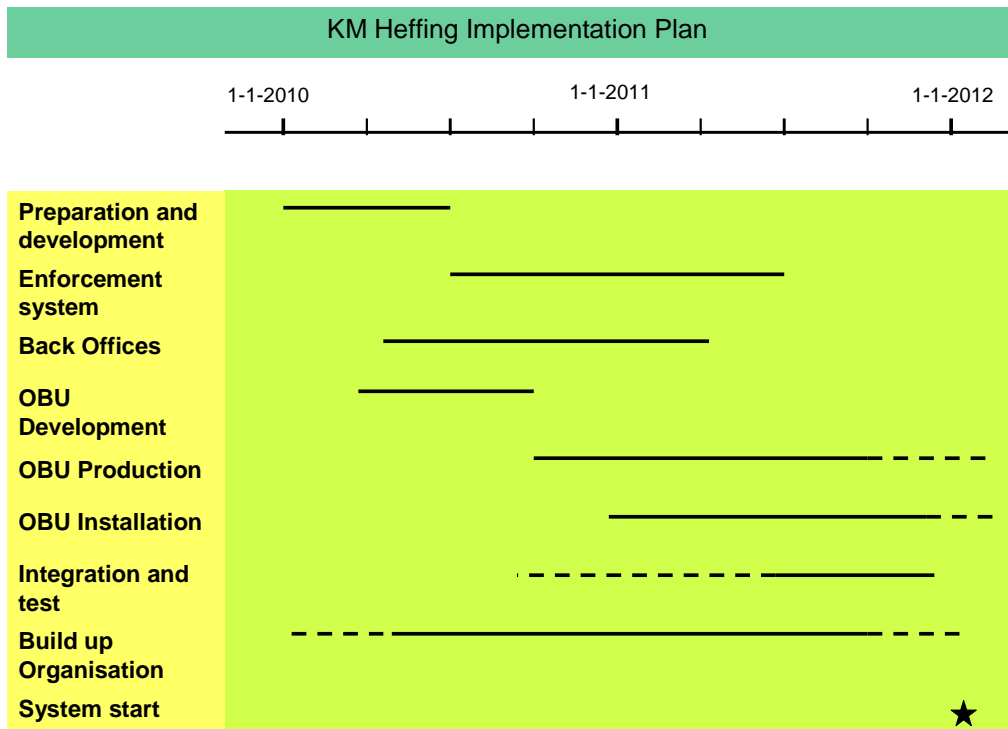 KM Heffing Implementation Plan
1-1-2010 1-1-2011 1-1-2012
Preparation and
development
Enforcement
system
Back Offices
OBU
Development
OBU Production
OBU Installation
Integration and
test
Build up
Organisation
System start